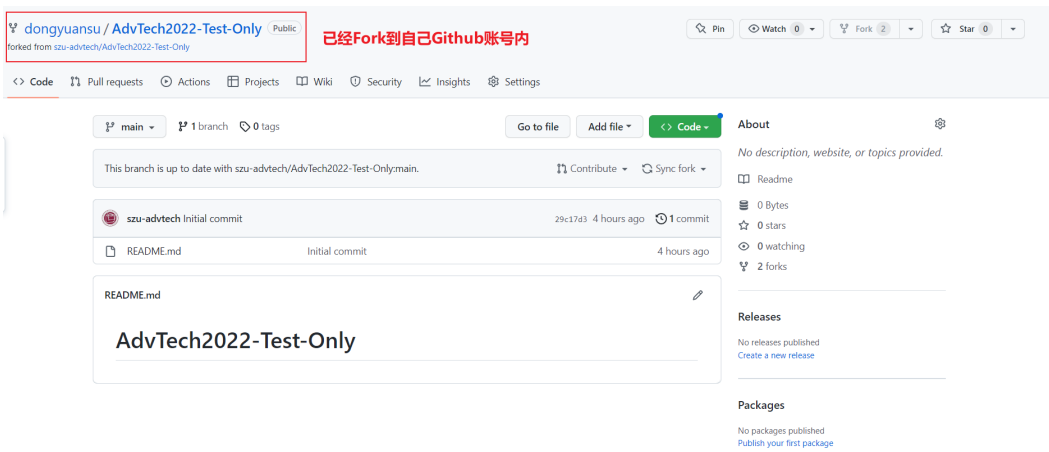 dongyuansu / AdvTech2022-Test-Only Public
forked from szu-advtech/AdvTech2022-Test-Only
已经Fork到自己Github账号内
Pin Watch 0 Fork 2 Star 0
Code Pull requests Actions Projects Wiki Security Insights Settings
main 1 branch 0 tags Go to file Add file Code
This branch is up to date with szu-advtech/AdvTech2022-Test-Only:main. Contribute Sync fork
szu-advtech Initial commit 29c17d3 4 hours ago 1 commit
README.md Initial commit 4 hours ago
README.md
AdvTech2022-Test-Only
About
No description, website, or topics provided.
Readme
0 Bytes
0 stars
0 watching
2 forks
Releases
No releases published
Create a new release
Packages
No packages published
Publish your first package